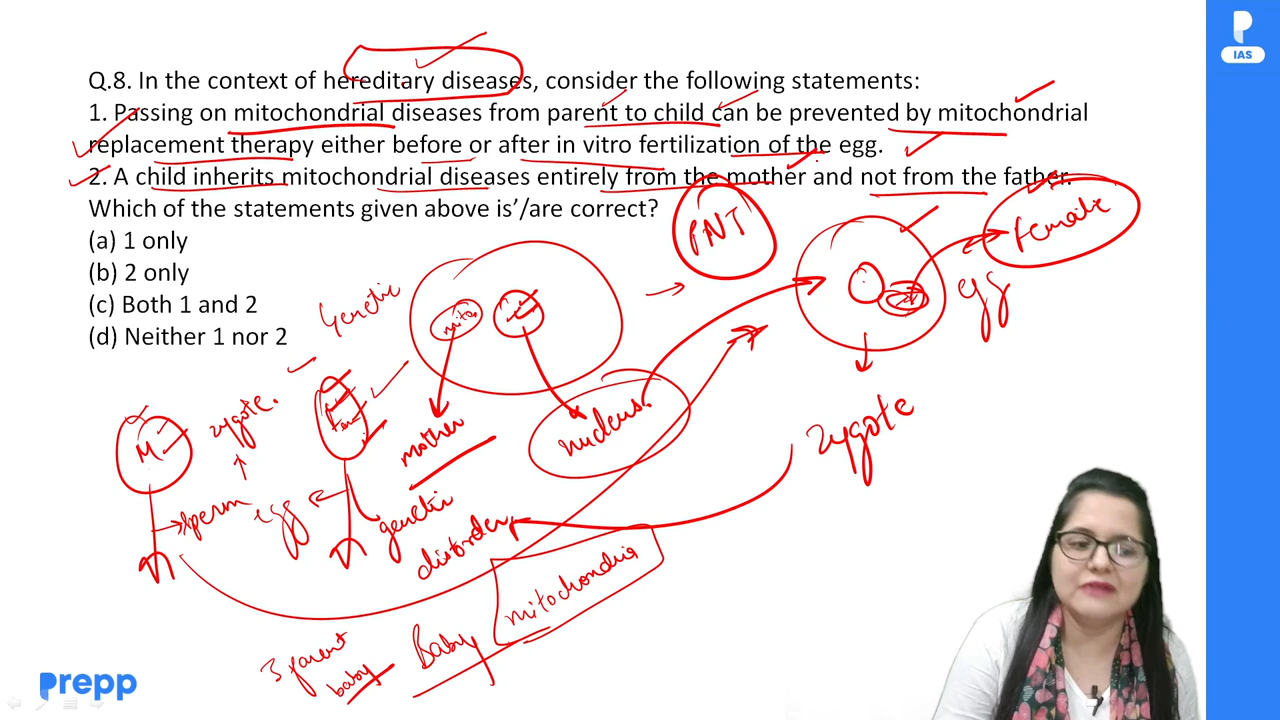 IAS
Q.8. In the context of hereditary diseases, consider the following statements:
1. Passing on mitochondrial diseases from parent to child can be prevented by mitochondrial
replacement therapy either before or after in vitro fertilization of the egg.
2. A child inherits mitochondrial diseases entirely from the mother and not from the father.
Which of the statements given above is'/are correct?
(a) 1 only
(b) 2 only
(c) Both 1 and 2
(d) Neither 1 nor 2
PNT
female
egg
Genetic
mito
zygote.
M
mother
nucleus
zygote
sperm
egg
genetic
disorder
mitochondria
3 parent
baby
Baby
prepp